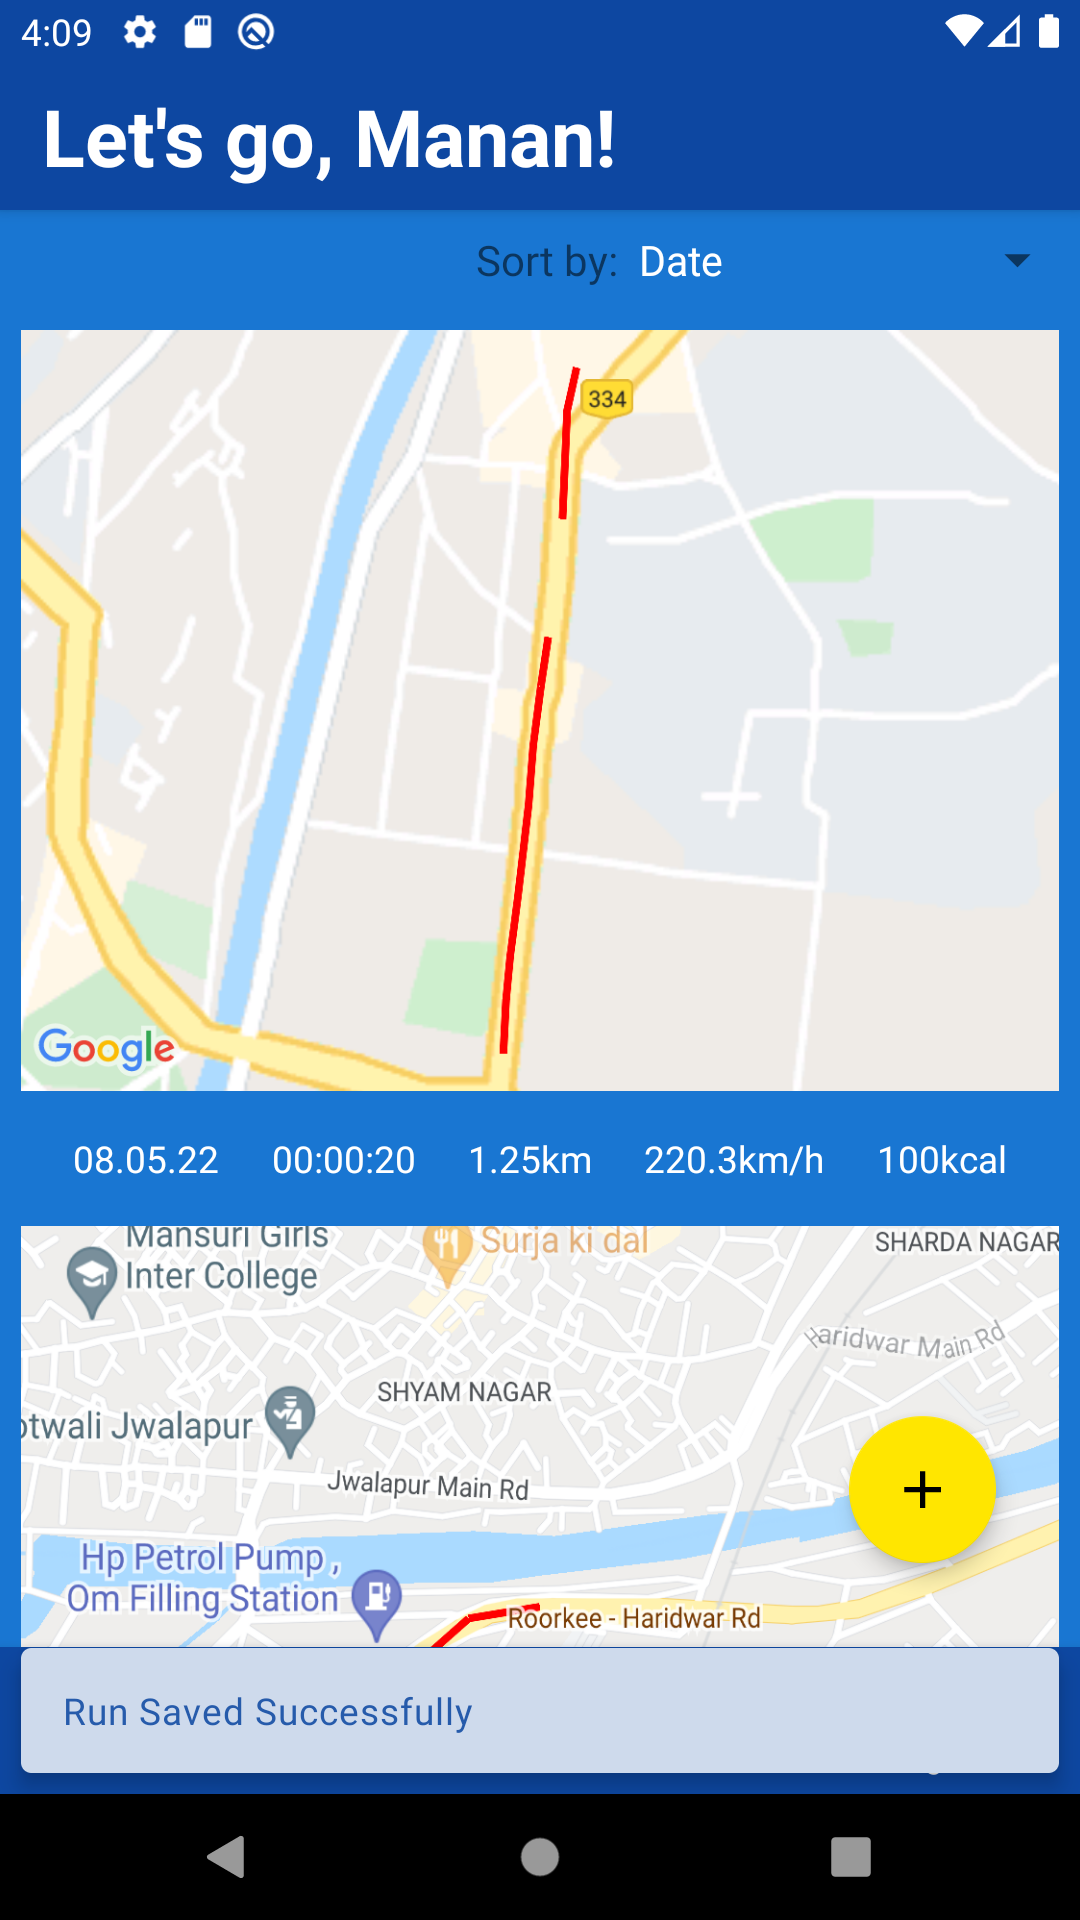 4:09
Let's go, Manan!
Sort by: Date
334
Google
08.05.22 00:00:20 1.25km 220.3km/h 100kcal
Mansuri Girls
Inter College
Surja ki dal
SHARDA NAGAR
Haridwar Main Rd
SHYAM NAGAR
otwali Jwalapur
Jwalapur Main Rd
Hp Petrol Pump ,
Om Filling Station
Roorkee - Haridwar Rd
Run Saved Successfully